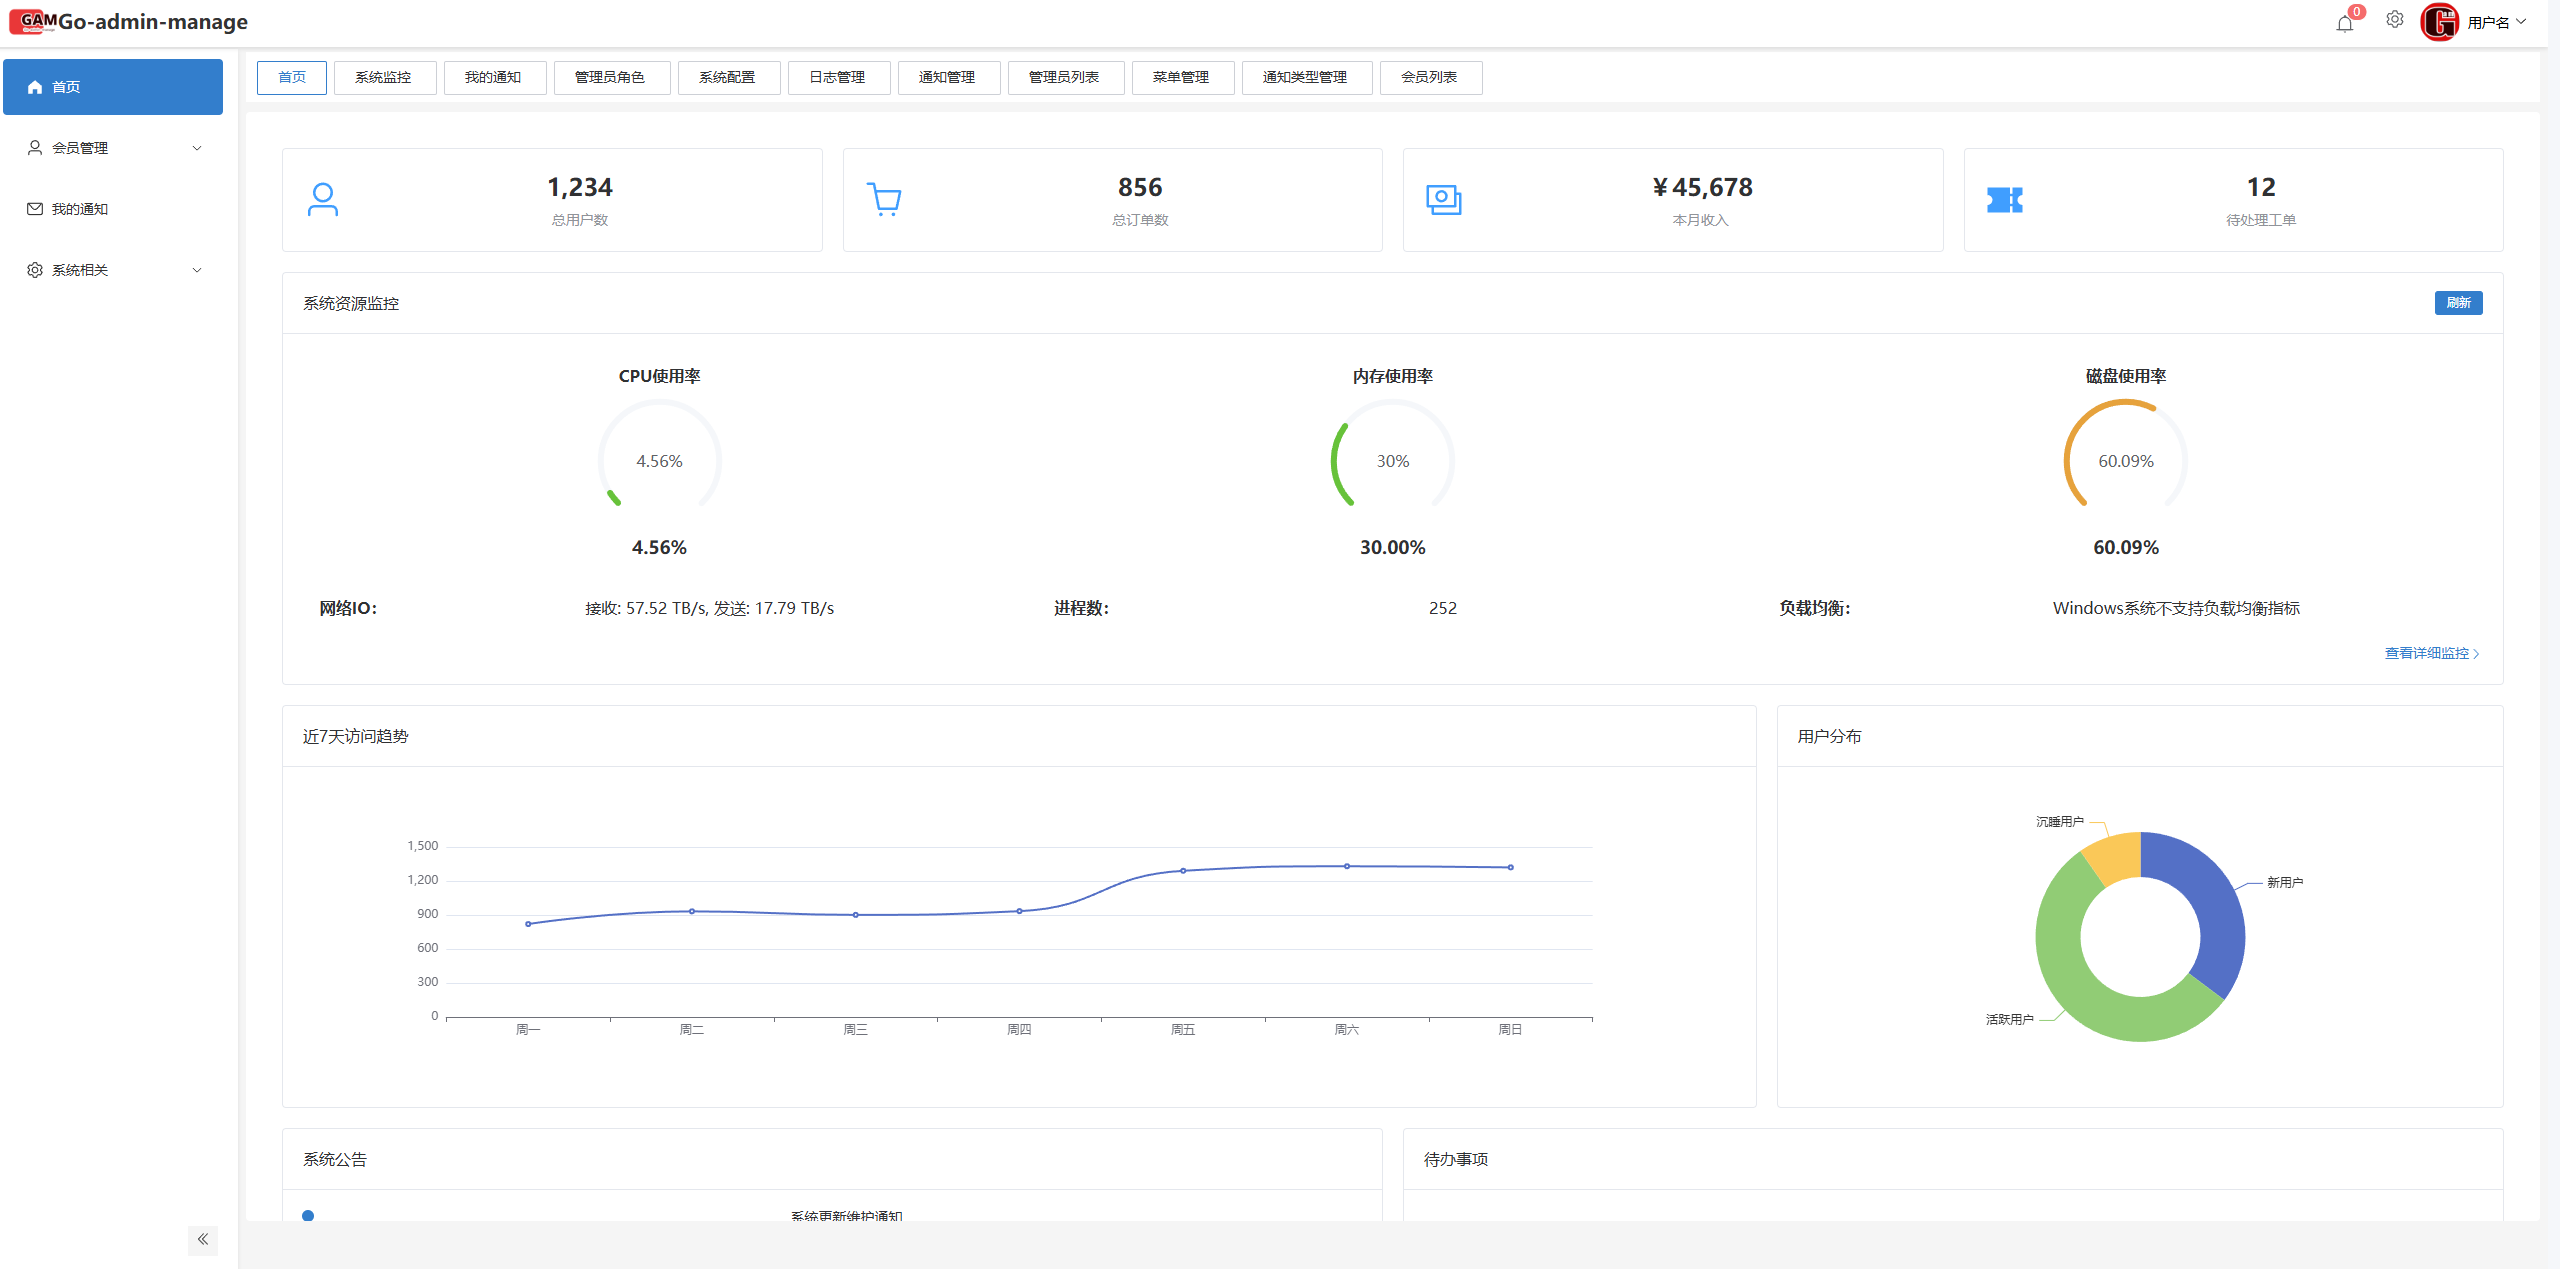 GAM Go-admin-manage
0
用户名
首页
会员管理
我的通知
系统相关
首页 系统监控 我的通知 管理员角色 系统配置 日志管理 通知管理 管理员列表 菜单管理 通知类型管理 会员列表
1,234
总用户数
856
总订单数
¥45,678
本月收入
12
待处理工单
系统资源监控
刷新
CPU使用率
4.56%
4.56%
内存使用率
30%
30.00%
磁盘使用率
60.09%
60.09%
网络IO: 接收: 57.52 TB/s, 发送: 17.79 TB/s
进程数: 252
负载均衡: Windows系统不支持负载均衡指标
查看详细监控
近7天访问趋势
1,500
1,200
900
600
300
0
周一 周二 周三 周四 周五 周六 周日
用户分布
沉睡用户
新用户
活跃用户
系统公告
系统更新维护通知
待办事项